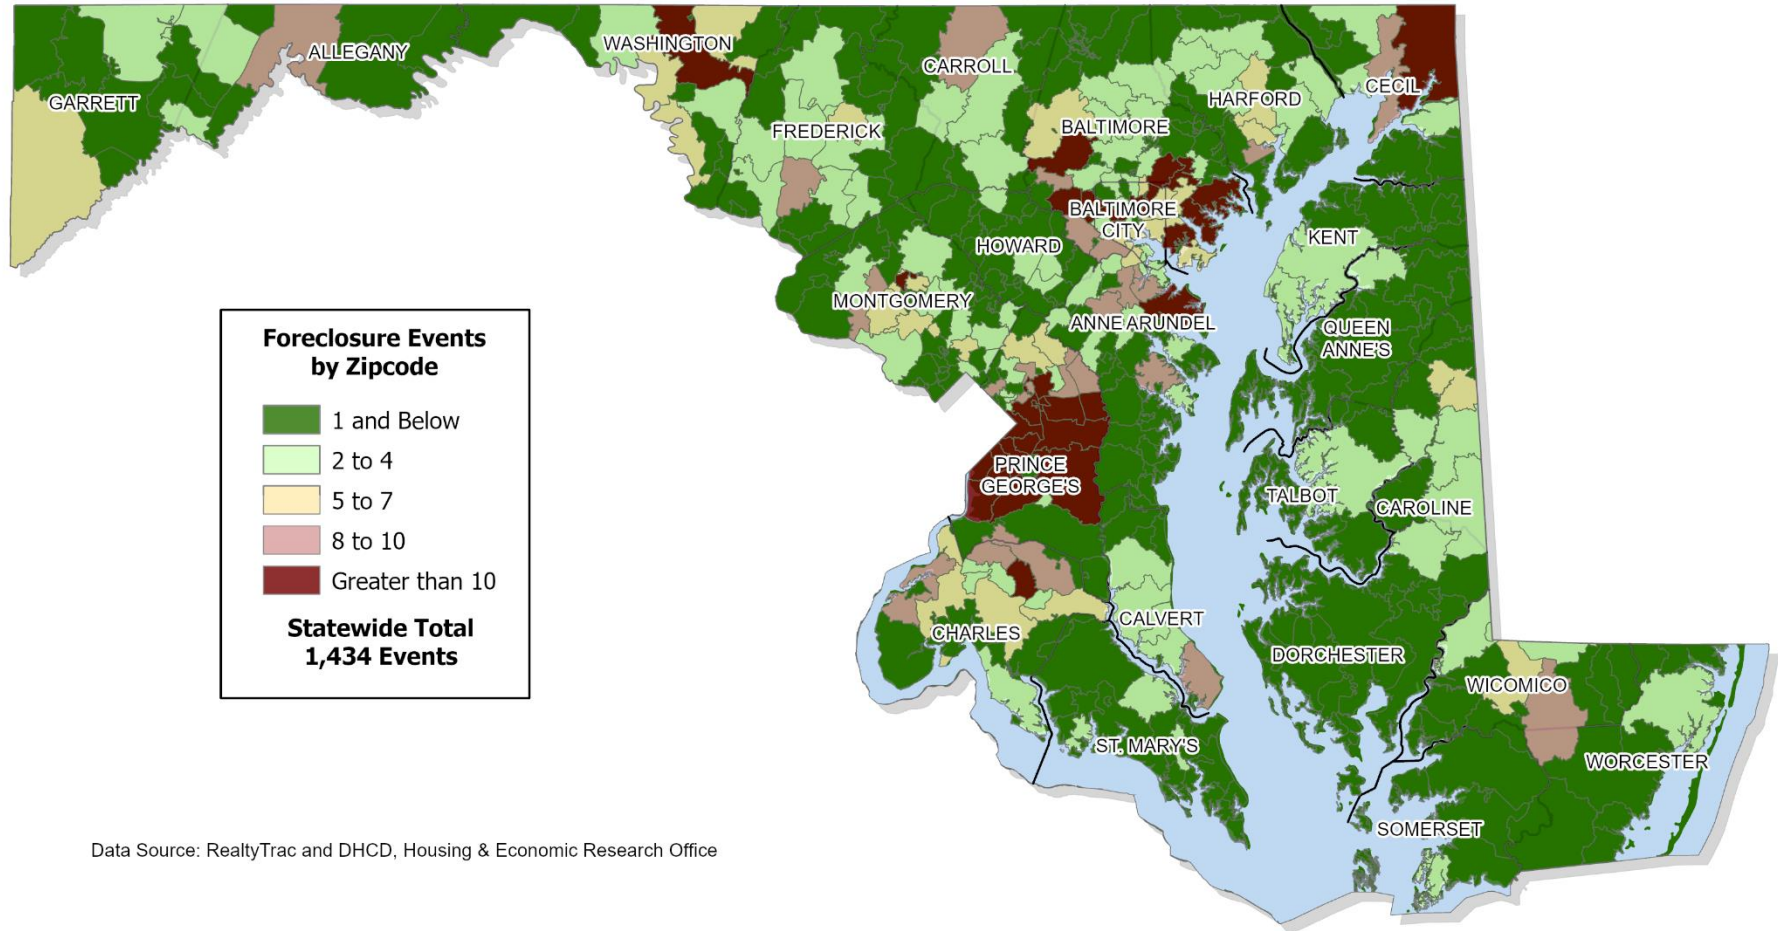 GARRETT
ALLEGANY
WASHINGTON
FREDERICK
CARROLL
BALTIMORE
HARFORD
CECIL
BALTIMORE
CITY
HOWARD
MONTGOMERY
ANNE ARUNDEL
KENT
QUEEN
ANNE'S
PRINCE
GEORGE'S
TALBOT
CAROLINE
CHARLES
CALVERT
DORCHESTER
WICOMICO
ST. MARY'S
WORCESTER
SOMERSET
Foreclosure Events
by Zipcode
1 and Below
2 to 4
5 to 7
8 to 10
Greater than 10
Statewide Total
1,434 Events
Data Source: RealtyTrac and DHCD, Housing & Economic Research Office